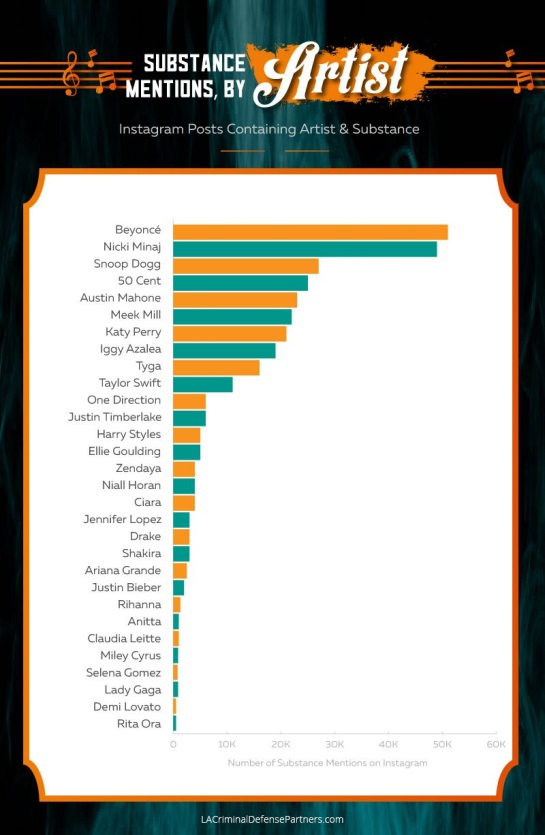 SUBSTANCE
MENTIONS, BY Artist
Instagram Posts Containing Artist & Substance
Beyoncé
Nicki Minaj
Snoop Dogg
50 Cent
Austin Mahone
Meek Mill
Katy Perry
Iggy Azalea
Tyga
Taylor Swift
One Direction
Justin Timberlake
Harry Styles
Ellie Goulding
Zendaya
Niall Horan
Ciara
Jennifer Lopez
Drake
Shakira
Ariana Grande
Justin Bieber
Rihanna
Anitta
Claudia Leitte
Miley Cyrus
Selena Gomez
Lady Gaga
Demi Lovato
Rita Ora
0 10K 20K 30K 40K 50K 60K
Number of Substance Mentions on Instagram
LACriminalDefensePartners.com